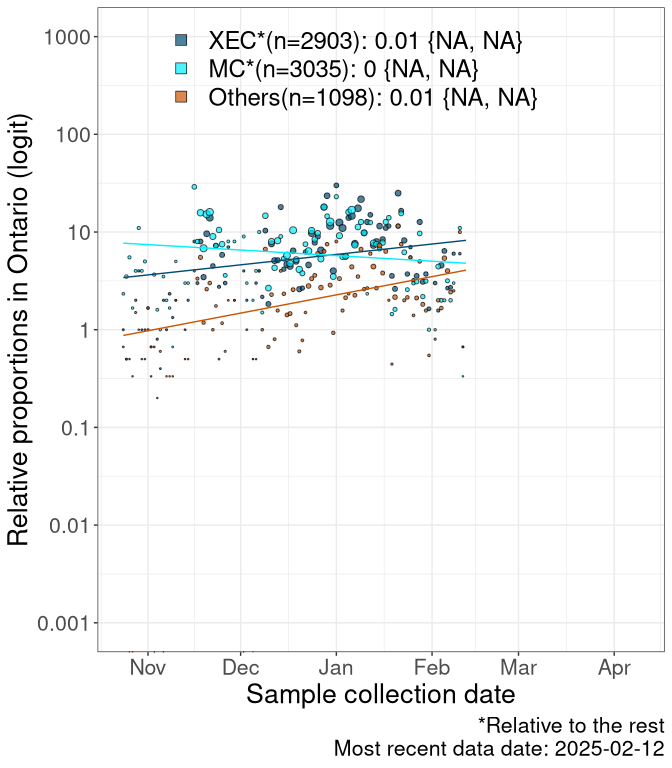 XEC*(n=2903): 0.01 {NA, NA}
MC*(n=3035): 0 {NA, NA}
Others(n=1098): 0.01 {NA, NA}
Relative proportions in Ontario (logit)
1000
100
10
1
0.1
0.01
0.001
Nov Dec Jan Feb Mar Apr
Sample collection date
*Relative to the rest
Most recent data date: 2025-02-12